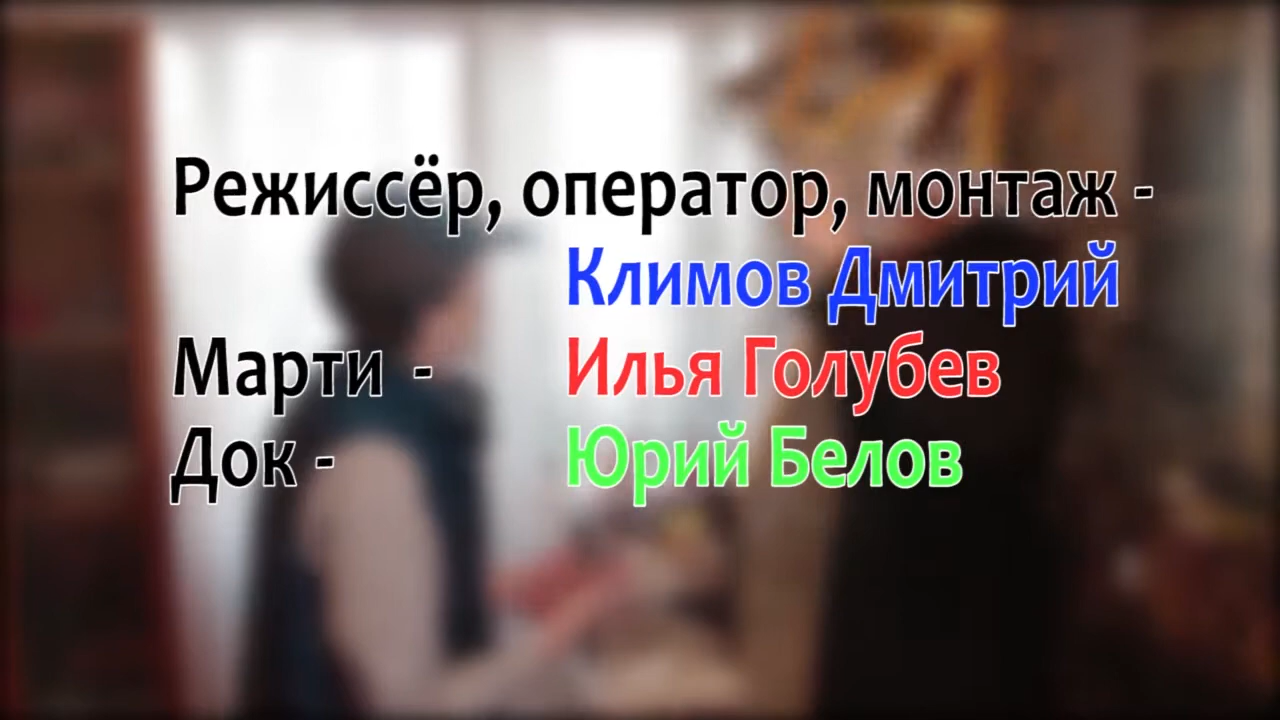 Режиссёр, оператор, монтаж -
Климов Дмитрий
Марти - Илья Голубев
Док - Юрий Белов